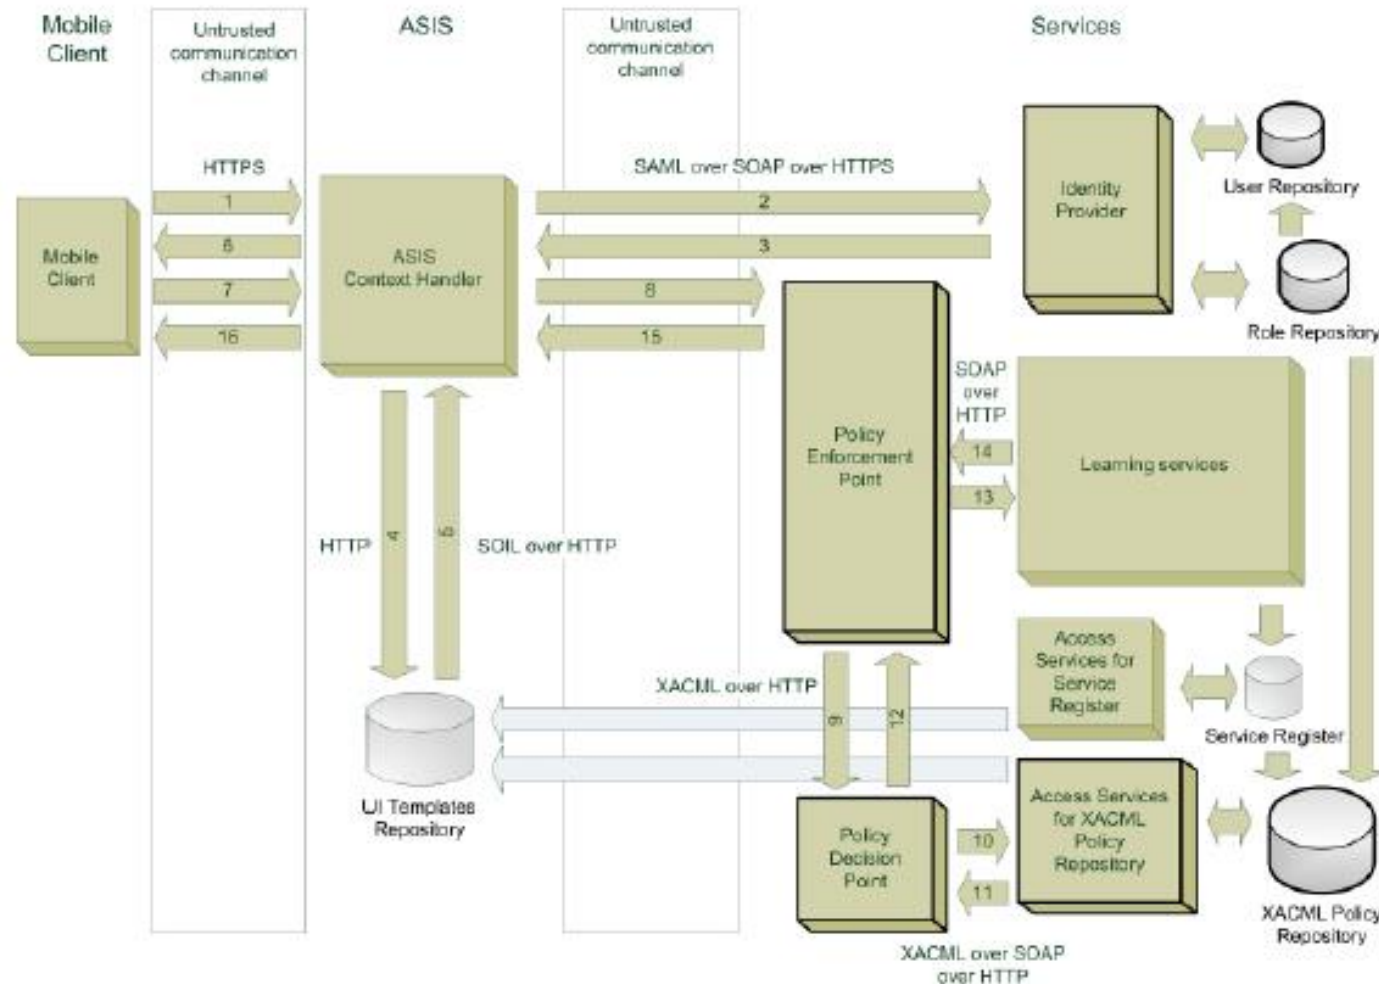 Mobile
Client
Untrusted
communication
channel
ASIS
Untrusted
communication
channel
Services
HTTPS
SAML over SOAP over HTTPS
1
2
6
3
7
8
16
15
Mobile
Client
ASIS
Context Handler
Identity
Provider
User Repository
Role Repository
SOAP
over
HTTP
14
13
Policy
Enforcement
Point
Learning services
HTTP
4
5
SOIL over HTTP
Access
Services for
Service
Register
XACML over HTTP
9
12
Service Register
UI Templates
Repository
Policy
Decision
Point
10
11
Access Services
for XACML
Policy
Repository
XACML Policy
Repository
XACML over SOAP
over HTTP